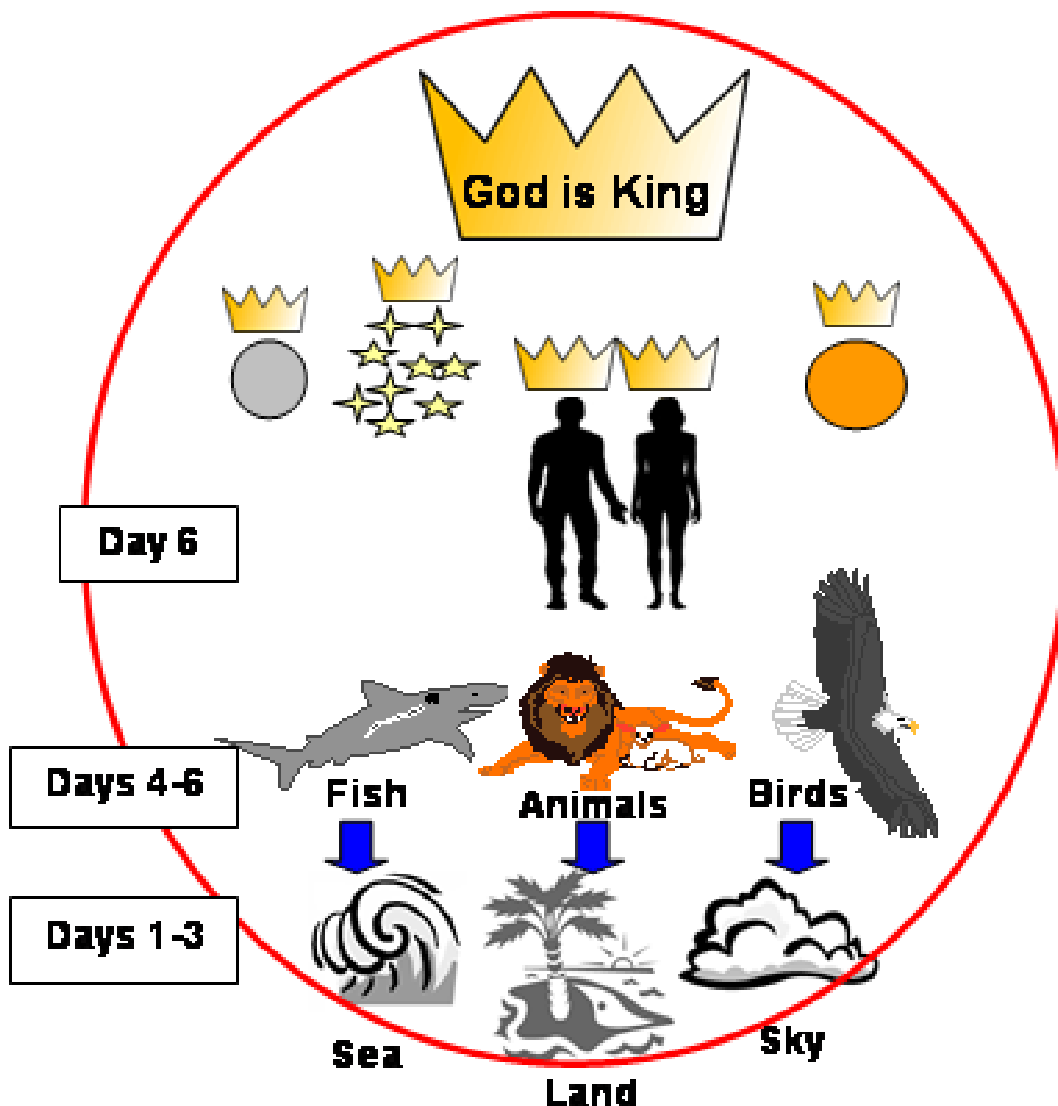 God is King
Day 6
Days 4-6
Fish
Animals
Birds
Days 1-3
Sea
Land
Sky